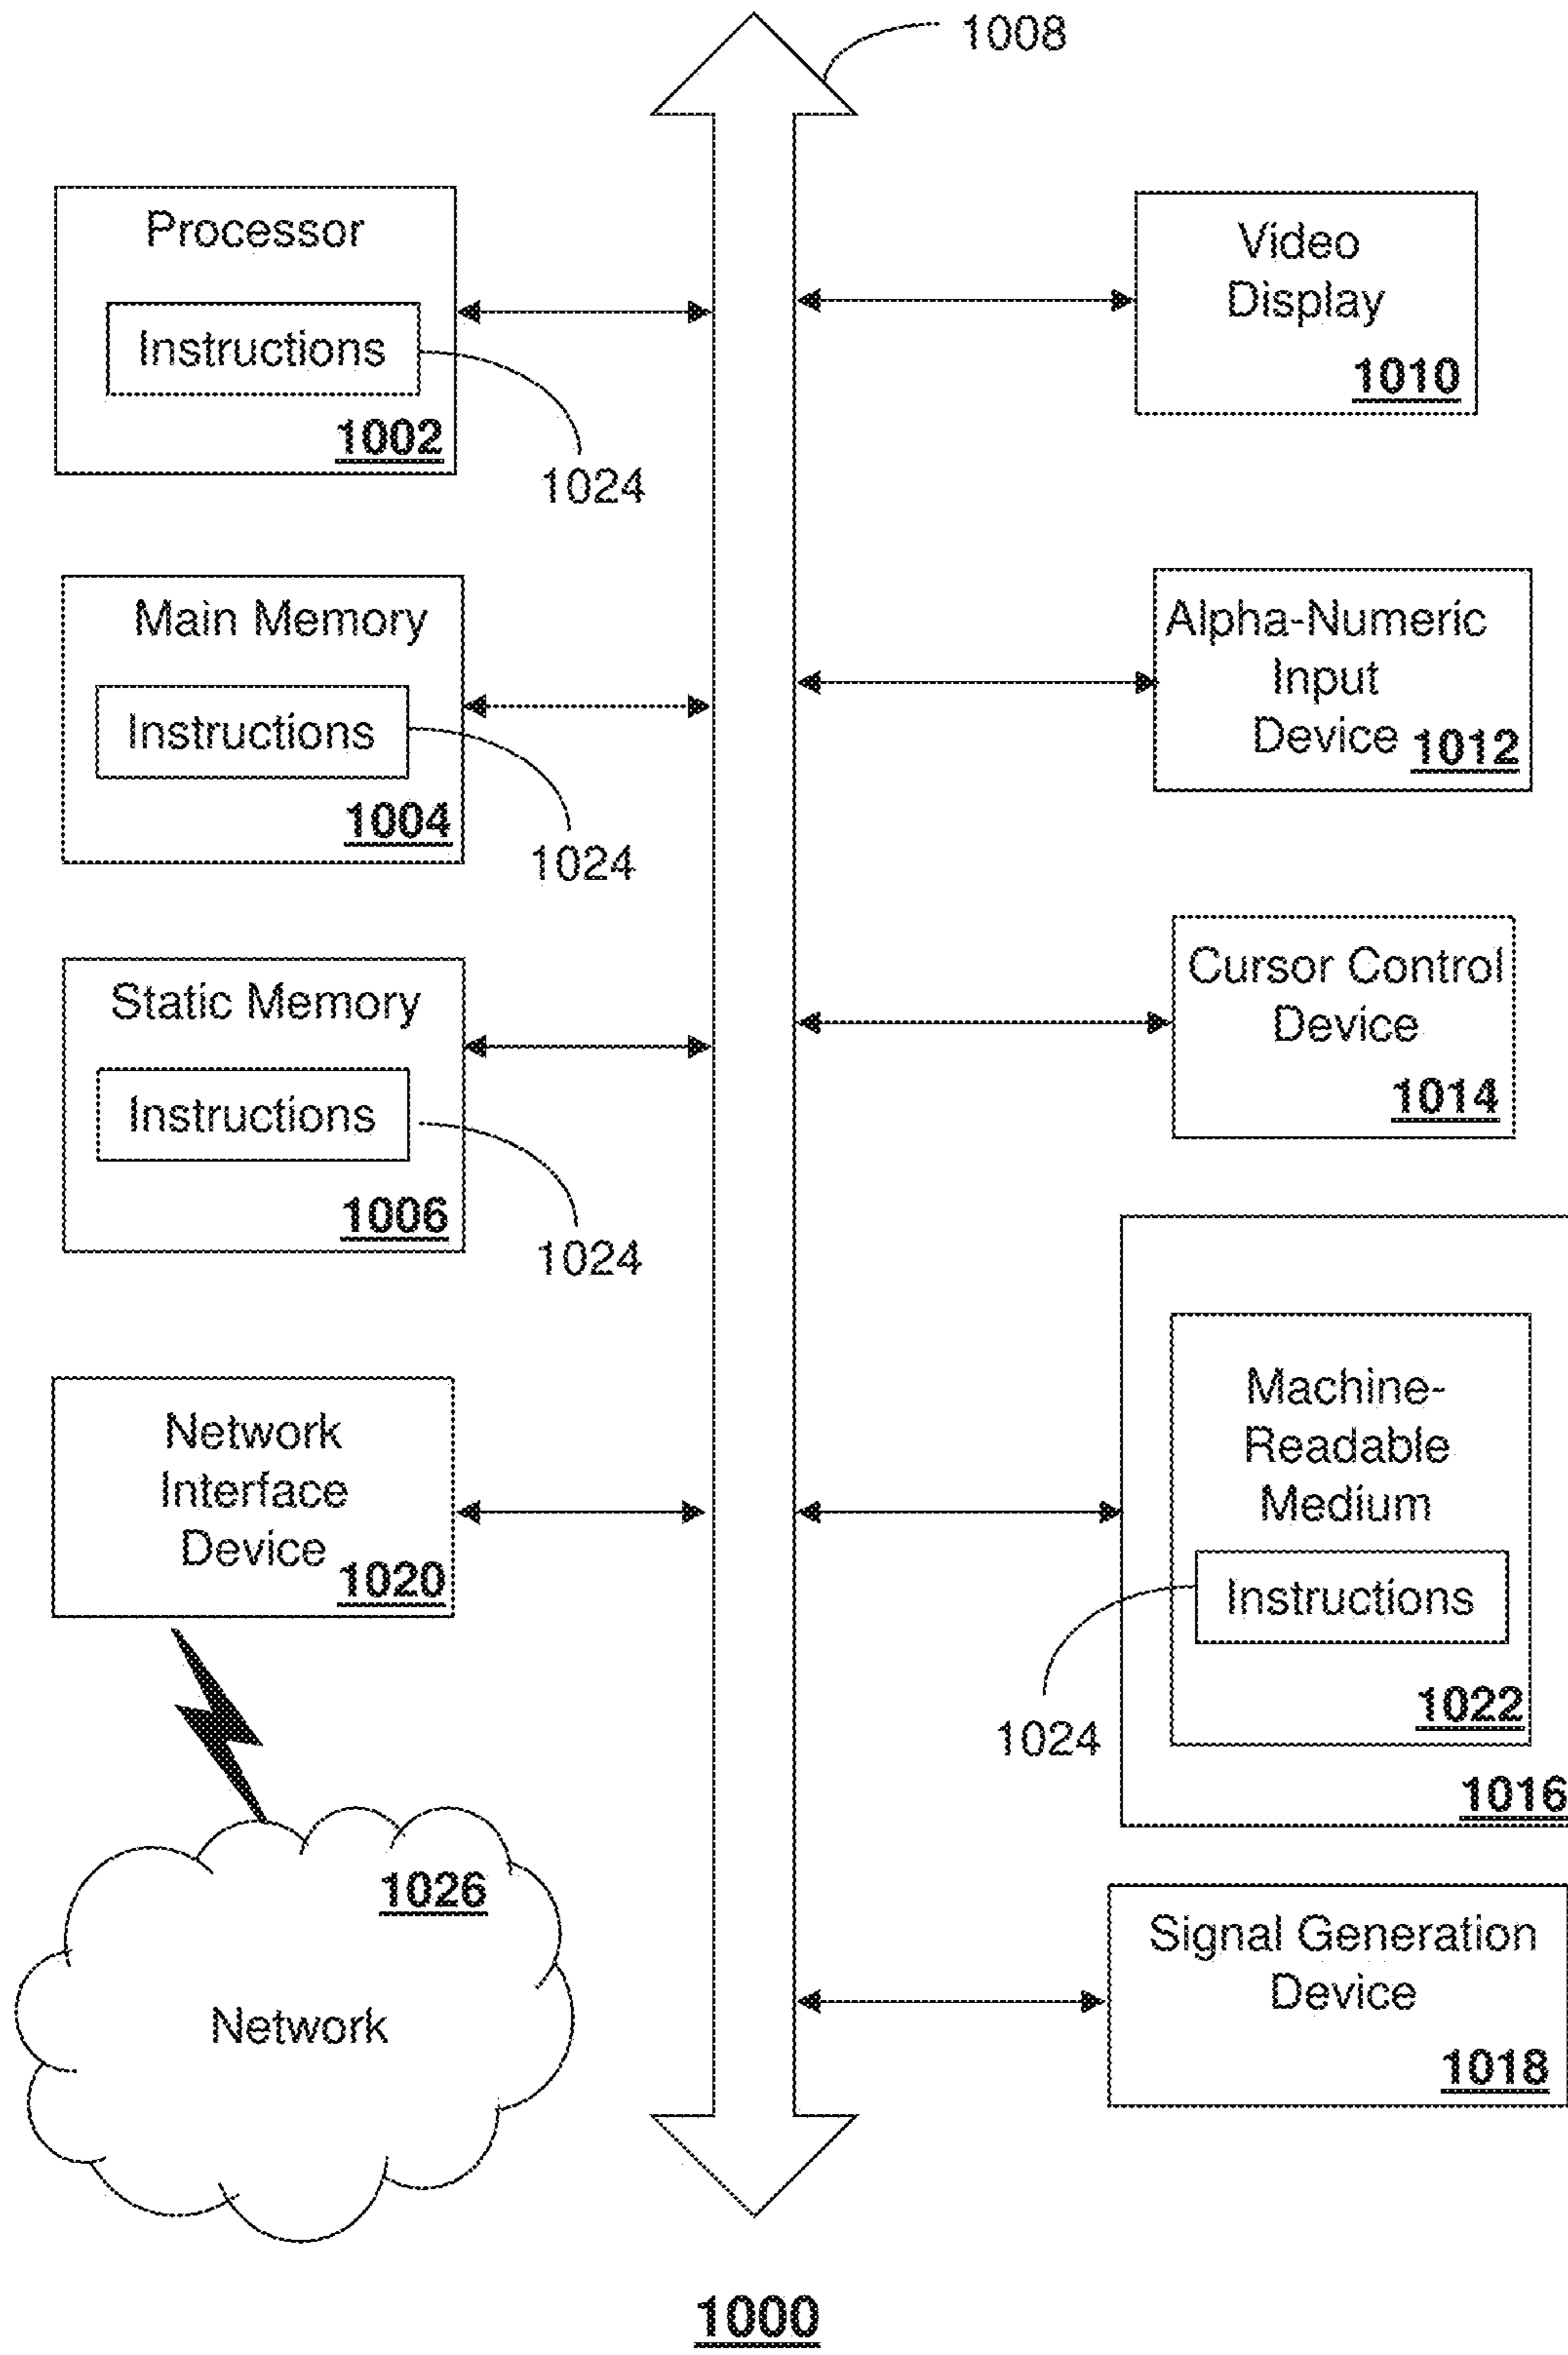 1008
Processor
Instructions
1002
1024
Main Memory
Instructions
1004
1024
Static Memory
Instructions
1006
1024
Network
Interface
Device
1020
1026
Network
Video
Display
1010
Alpha-Numeric
Input
Device 1012
Cursor Control
Device
1014
Machine-
Readable
Medium
Instructions
1024
1022
1016
Signal Generation
Device
1018
1000